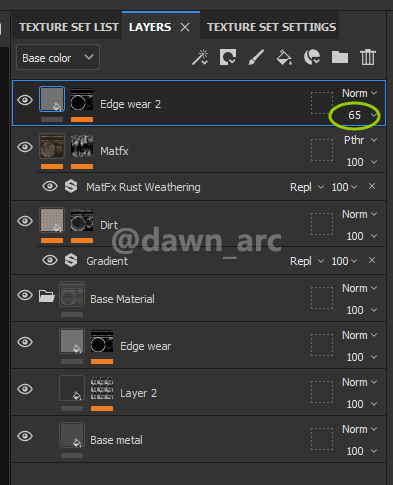 TEXTURE SET LIST LAYERS × TEXTURE SET SETTINGS
Base color
Edge wear 2 Norm
65
Matfx Pthr
100
MatFx Rust Weathering Repl 100 ×
Dirt Norm
100
@dawn_arc
Gradient Repl 100 ×
Base Material Norm
100
Edge wear Norm
100
Layer 2 Norm
100
Base metal Norm
100